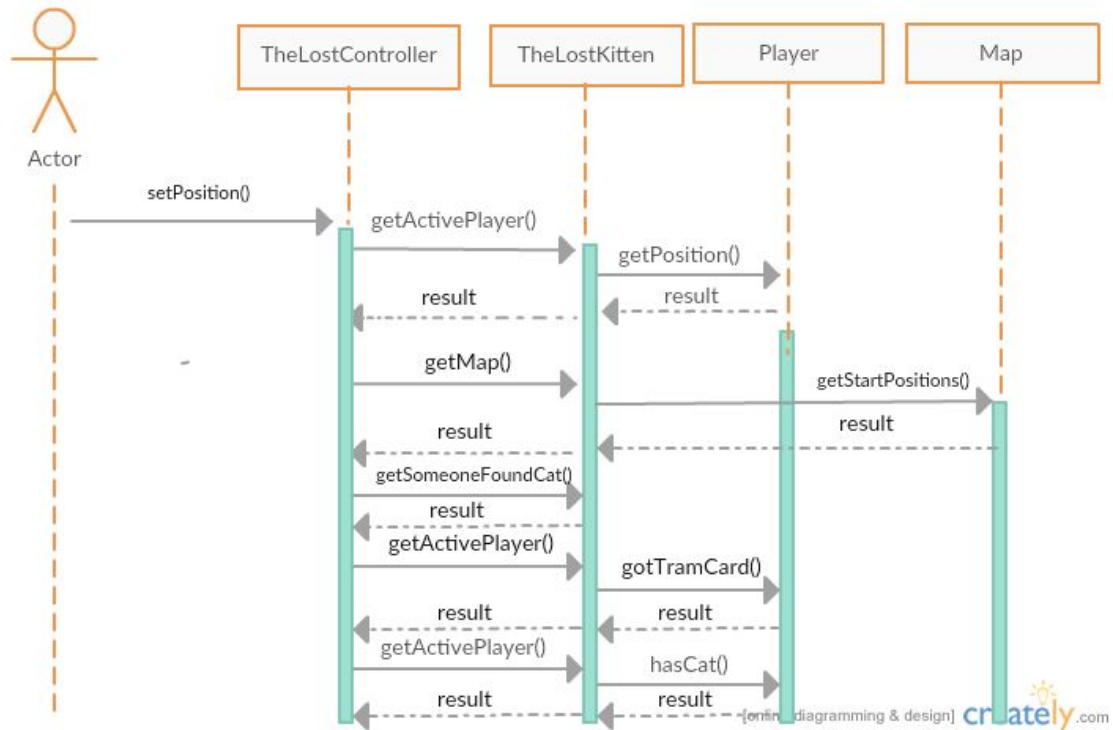 TheLostController
TheLostKitten
Player
Map
Actor
setPosition()
getActivePlayer()
getPosition()
result
result
getMap()
getStartPositions()
result
result
getSomeoneFoundCat()
result
getActivePlayer()
gotTramCard()
result
result
getActivePlayer()
hasCat()
result
result
[online diagramming & design] creately.com